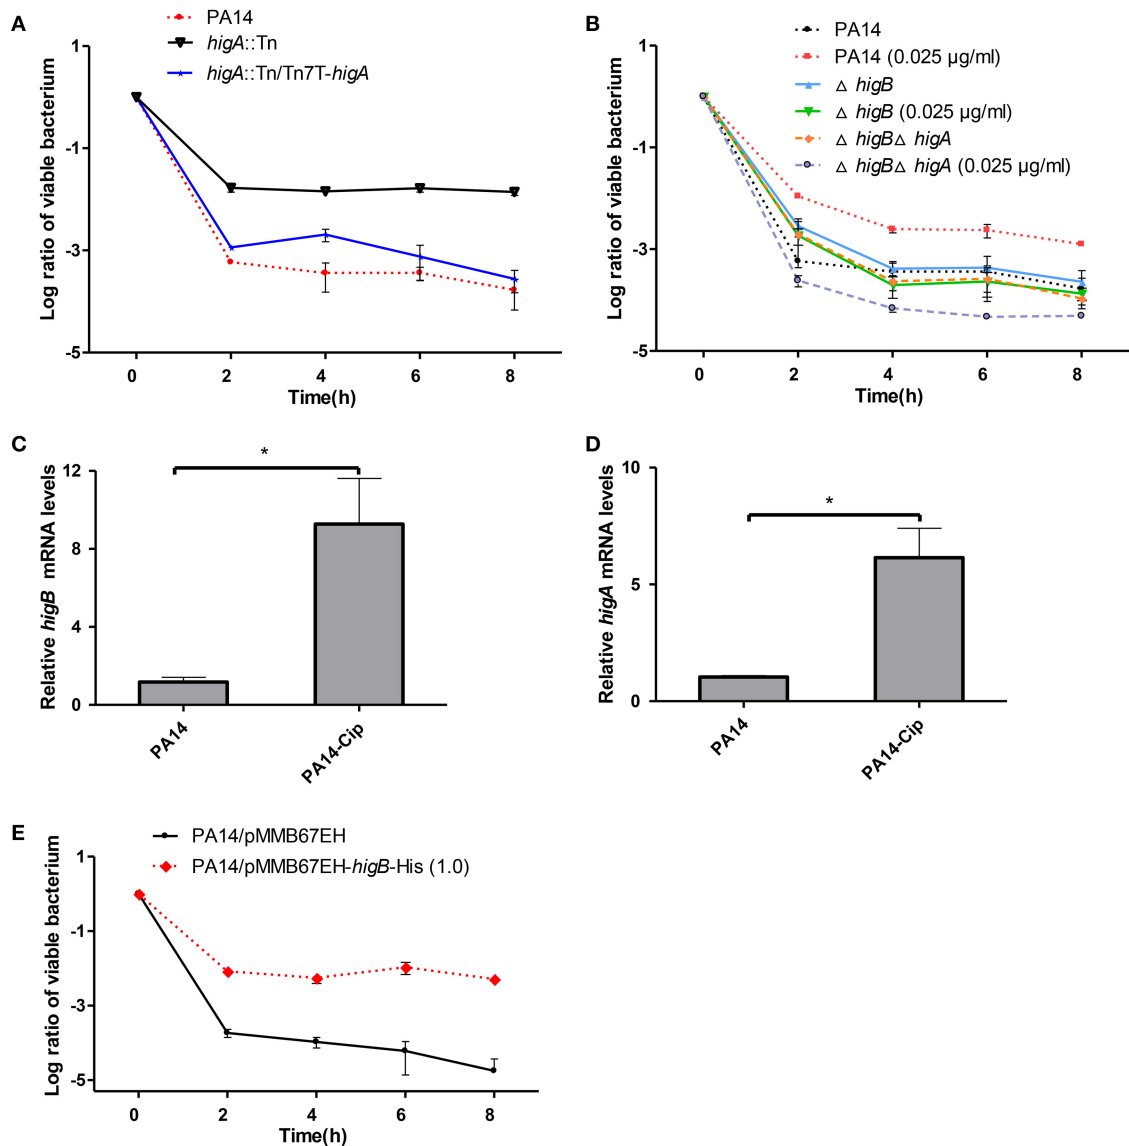 A
PA14
higA::Tn
higA::Tn/Tn7T-higA
Log ratio of viable bacterium
1
-1
-3
-5
0 2 4 6 8
Time(h)
B
PA14
PA14 (0.025 µg/ml)
△ higB
△ higB (0.025 µg/ml)
△ higB△ higA
△ higB△ higA (0.025 µg/ml)
Log ratio of viable bacterium
1
-1
-3
-5
0 2 4 6 8
Time(h)
C
Relative higB mRNA levels
12
8
4
0
*
PA14
PA14-Cip
D
Relative higA mRNA levels
10
5
0
*
PA14
PA14-Cip
E
PA14/pMMB67EH
PA14/pMMB67EH-higB-His (1.0)
Log ratio of viable bacterium
1
-1
-3
-5
0 2 4 6 8
Time(h)